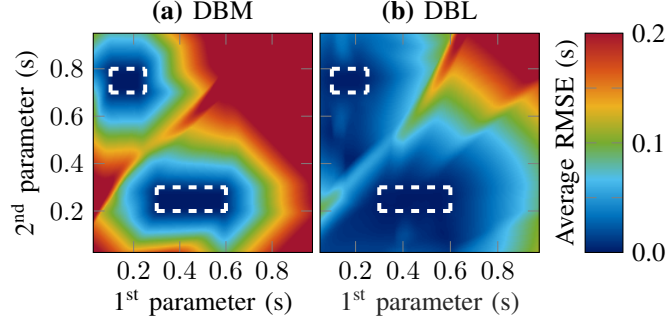 (a) DBM (b) DBL
0.8
0.6
0.4
0.2
2nd parameter (s)
0.2 0.4 0.6 0.8
1st parameter (s)
0.2 0.4 0.6 0.8
1st parameter (s)
Average RMSE (s)
0.2
0.1
0.0